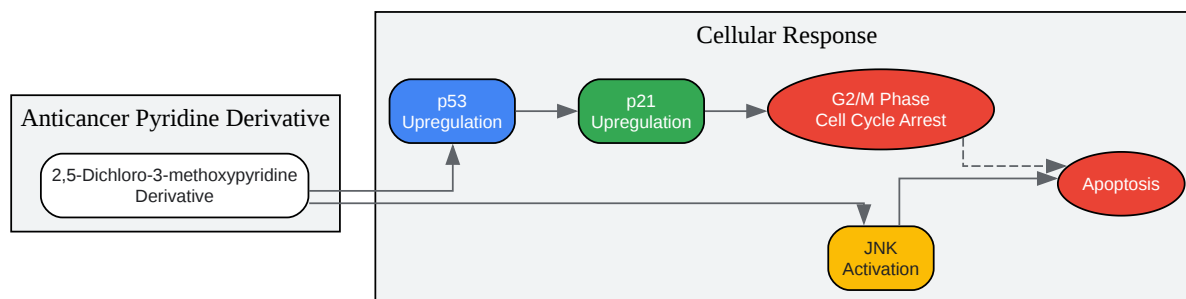 Cellular Response
Anticancer Pyridine Derivative
2,5-Dichloro-3-methoxypyridine
Derivative
p53
Upregulation
p21
Upregulation
G2/M Phase
Cell Cycle Arrest
Apoptosis
JNK
Activation